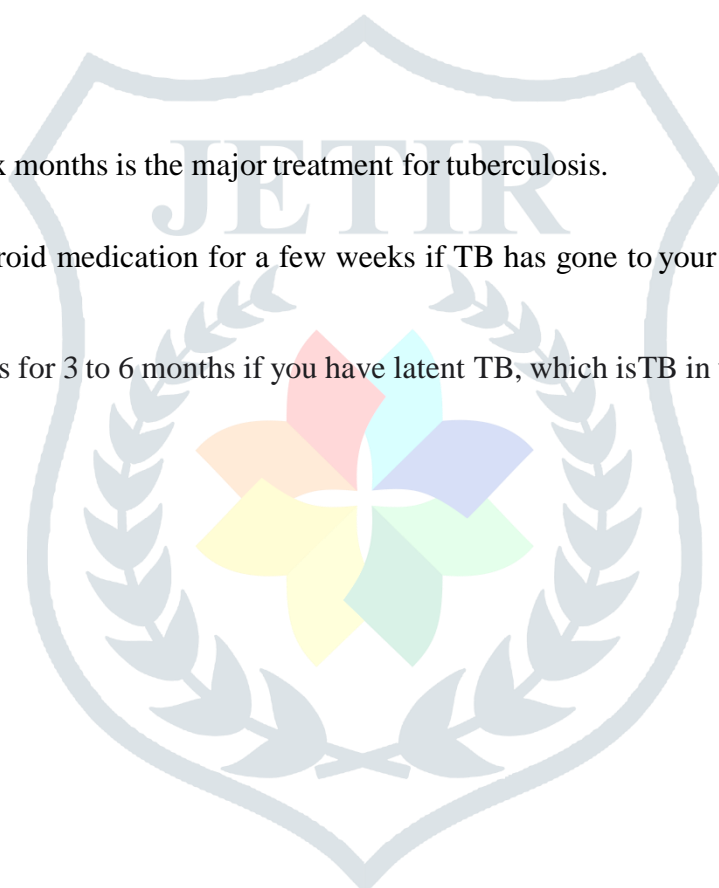 JETIR
x months is the major treatment for tuberculosis.
roid medication for a few weeks if TB has gone to your
s for 3 to 6 months if you have latent TB, which isTB in